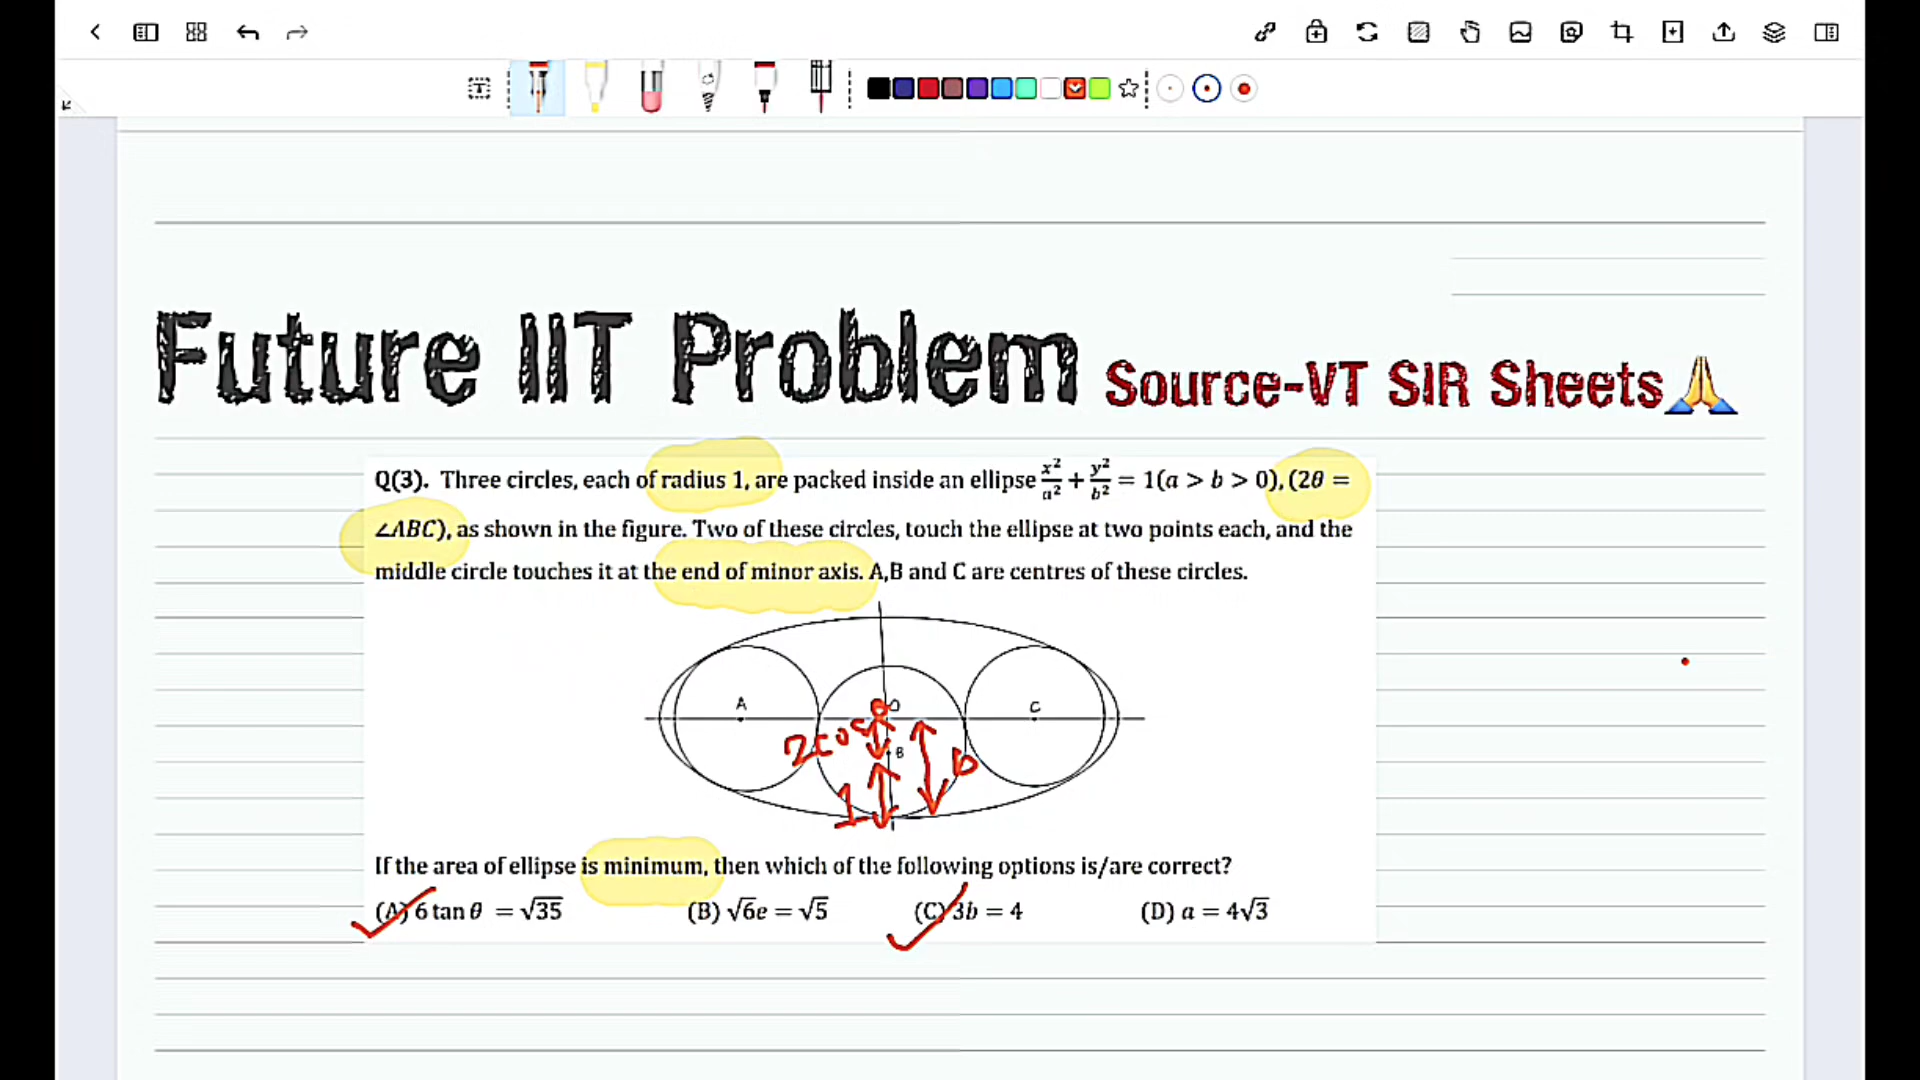 Future IIT Problem Source-VT SIR Sheets🙏
Q(3). Three circles, each of radius 1, are packed inside an ellipse x²/a² + y²/b² = 1(a > b > 0), (2θ =
∠ABC), as shown in the figure. Two of these circles, touch the ellipse at two points each, and the
middle circle touches it at the end of minor axis. A,B and C are centres of these circles.
A
O
C
2cosθ
B
b
1
If the area of ellipse is minimum, then which of the following options is/are correct?
(A) 6 tan θ = √35 (B) √6e = √5 (C) 3b = 4 (D) a = 4√3